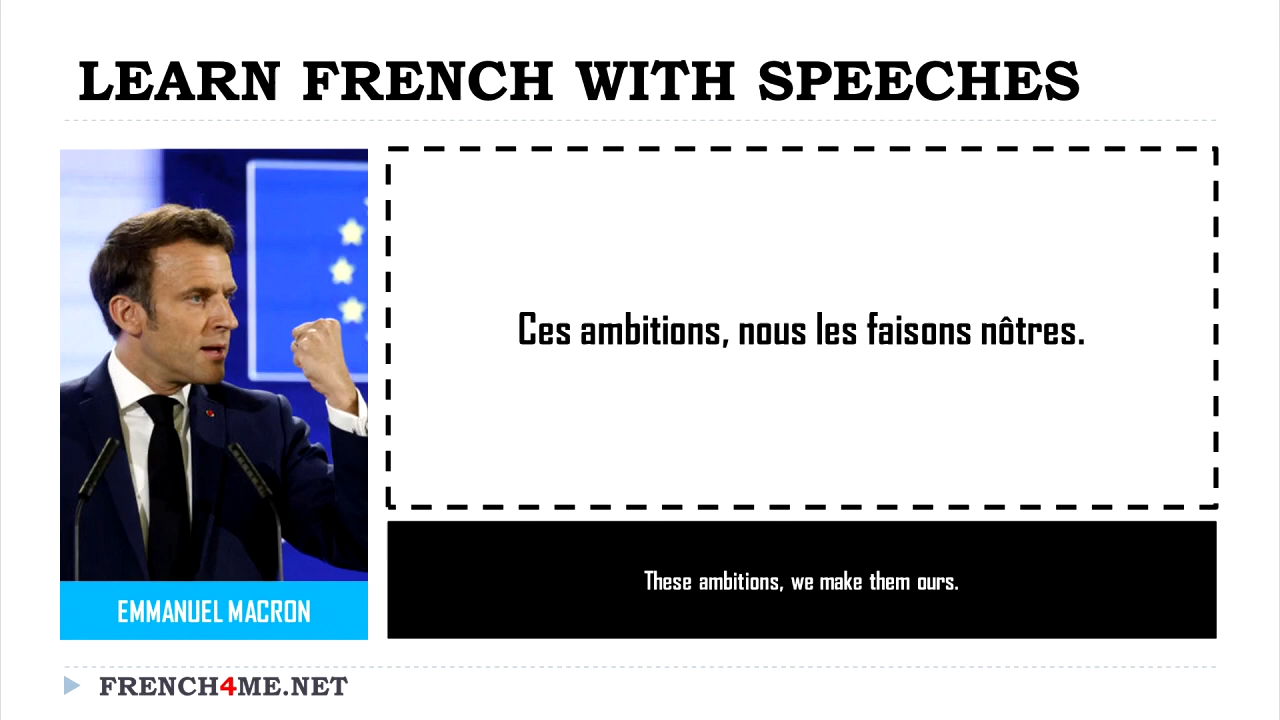 LEARN FRENCH WITH SPEECHES
Ces ambitions, nous les faisons nôtres.
These ambitions, we make them ours.
EMMANUEL MACRON
FRENCH4ME.NET